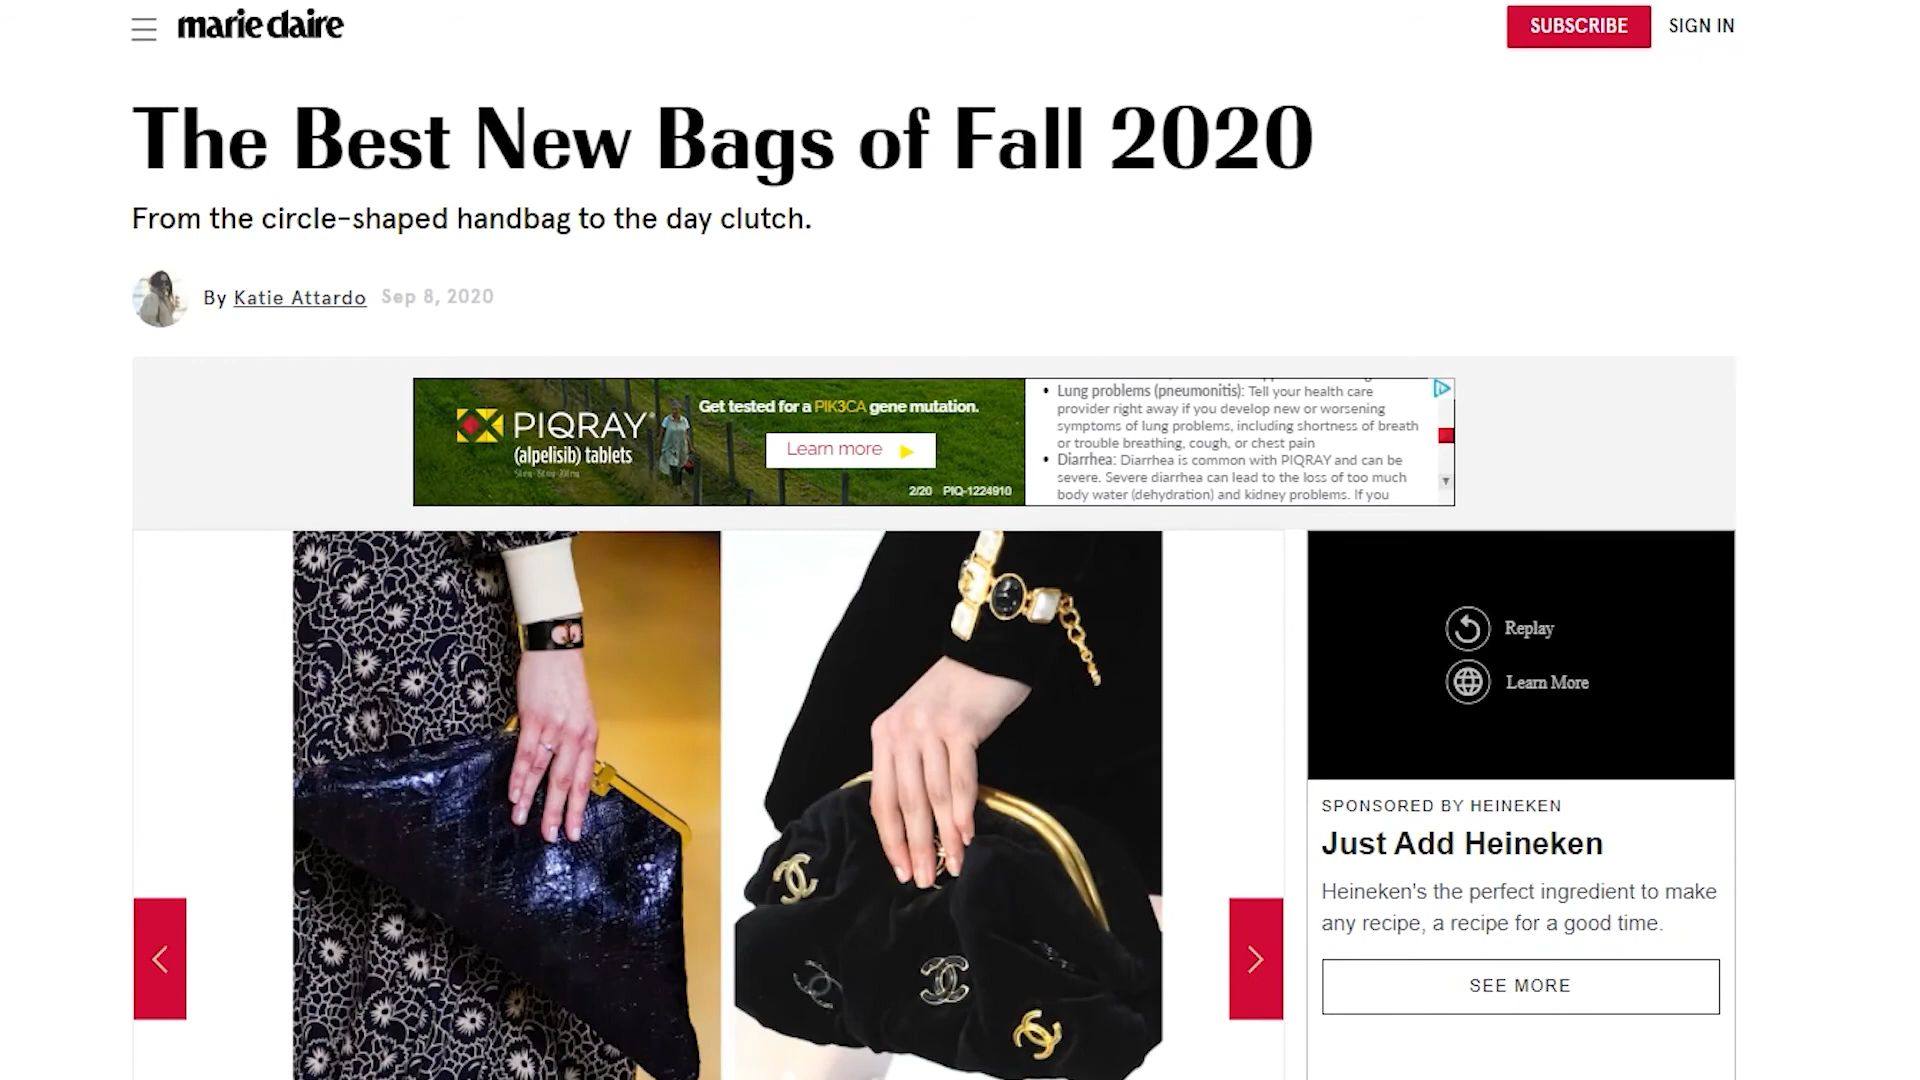 marie claire
SUBSCRIBE
SIGN IN
The Best New Bags of Fall 2020
From the circle-shaped handbag to the day clutch.
By Katie Attardo Sep 8, 2020
PIQRAY®
(alpelisib) tablets
Get tested for a PIK3CA gene mutation.
Learn more
2/20 PIQ-1224910
• Lung problems (pneumonitis): Tell your health care
provider right away if you develop new or worsening
symptoms of lung problems, including shortness of breath
or trouble breathing, cough, or chest pain
• Diarrhea: Diarrhea is common with PIQRAY and can be
severe. Severe diarrhea can lead to the loss of too much
body water (dehydration) and kidney problems. If you
Replay
Learn More
SPONSORED BY HEINEKEN
Just Add Heineken
Heineken's the perfect ingredient to make
any recipe, a recipe for a good time.
SEE MORE